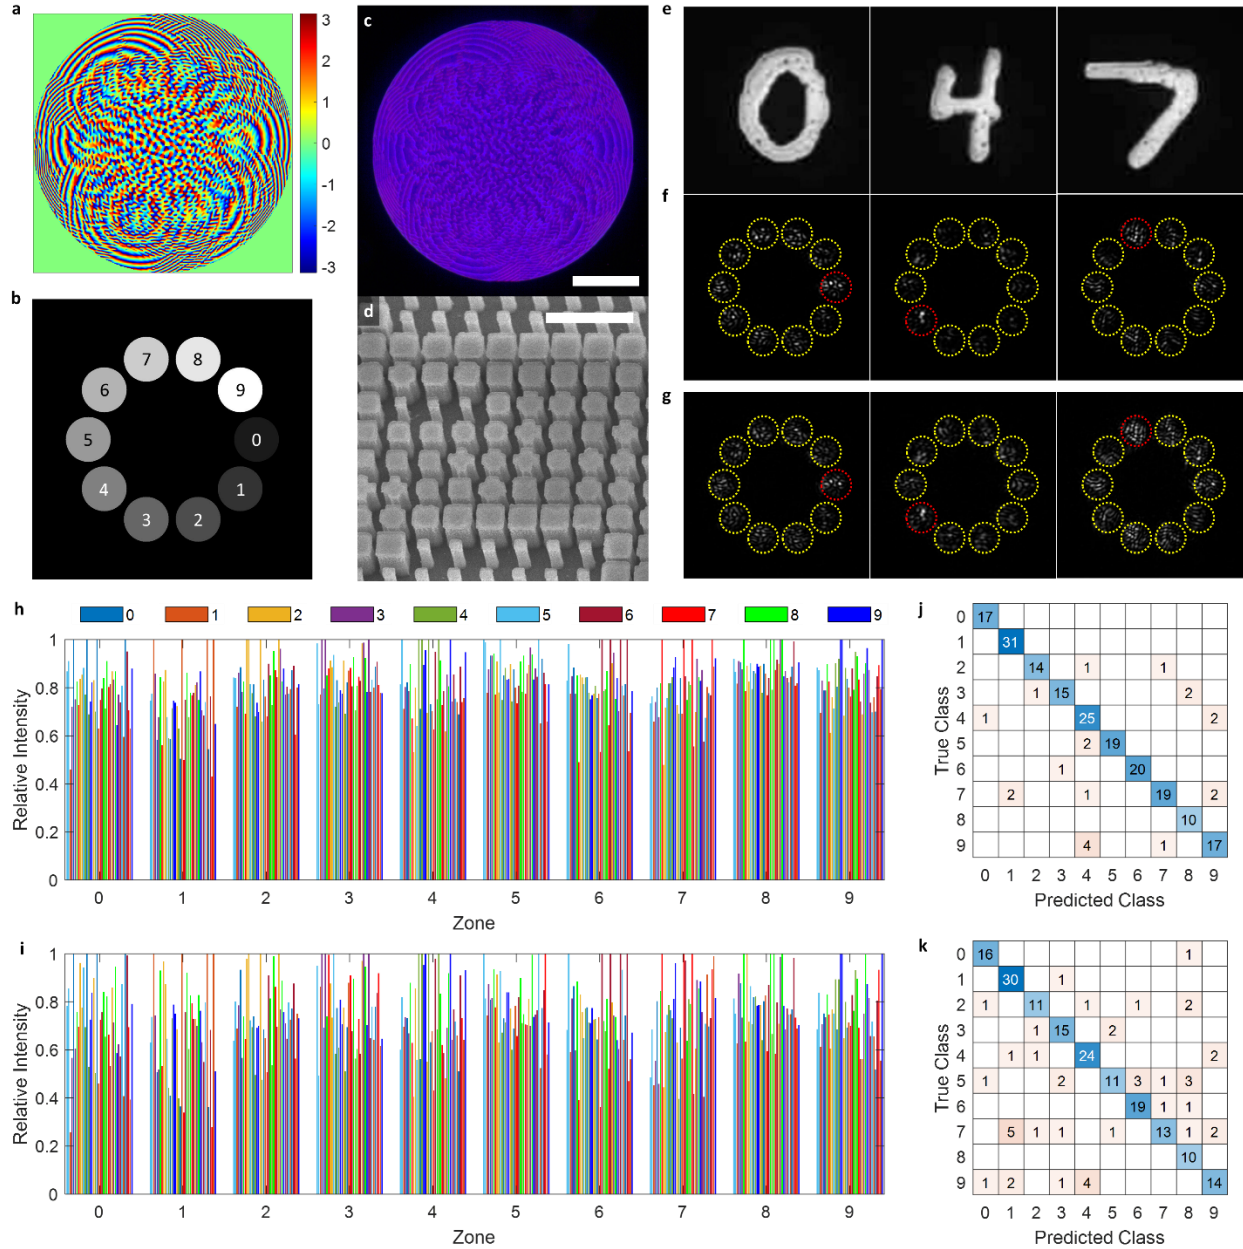 a
3
2
1
0
-1
-2
-3
b
7 8
6 9
5 0
4 1
3 2
c
d
e
0 4 7
f
g
h
0 1 2 3 4 5 6 7 8 9
Relative Intensity
1
0.8
0.6
0.4
0.2
0
0 1 2 3 4 5 6 7 8 9
Zone
i
Relative Intensity
1
0.8
0.6
0.4
0.2
0
0 1 2 3 4 5 6 7 8 9
Zone
j
True Class
0 17
1 31
2 14 1 1
3 1 15 2
4 1 25 2
5 2 19
6 1 20
7 2 1 19 2
8 10
9 4 1 17
0 1 2 3 4 5 6 7 8 9
Predicted Class
k
True Class
0 16 1
1 30 1
2 1 11 1 1 2
3 1 15 2
4 1 1 24 2
5 1 2 11 3 1 3
6 19 1 1
7 5 1 1 1 13 1 2
8 10
9 1 2 1 4 14
0 1 2 3 4 5 6 7 8 9
Predicted Class